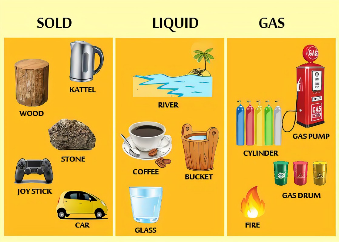 SOLD
LIQUID
GAS
KATTEL
WOOD
STONE
JOY STICK
CAR
RIVER
COFFEE
BUCKET
GLASS
GAS
GAS PUMP
CYLINDER
GAS DRUM
FIRE